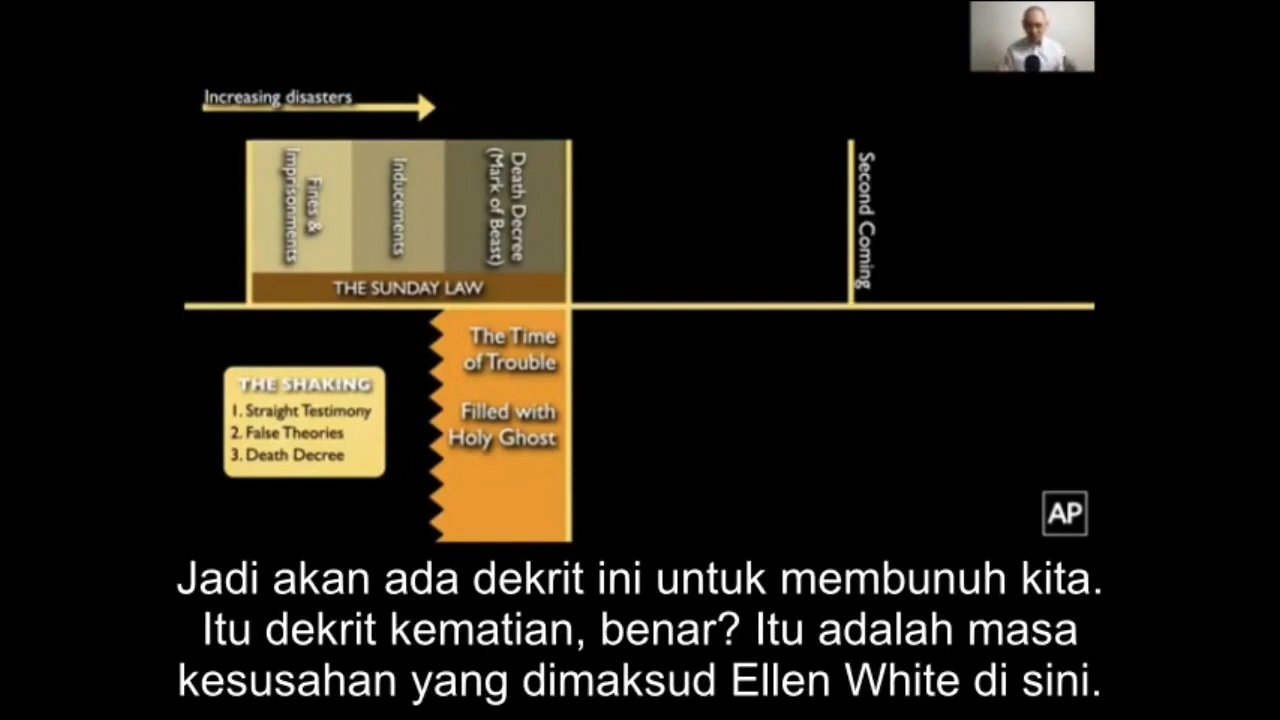 Increasing disasters
Fines &
Imprisonments
Inducements
Death Decree
(Mark of Beast)
Second Coming
THE SUNDAY LAW
The Time
of Trouble
Filled with
Holy Ghost
THE SHAKING
1. Straight Testimony
2. False Theories
3. Death Decree
AP
Jadi akan ada dekrit ini untuk membunuh kita.
Itu dekrit kematian, benar? Itu adalah masa
kesusahan yang dimaksud Ellen White di sini.